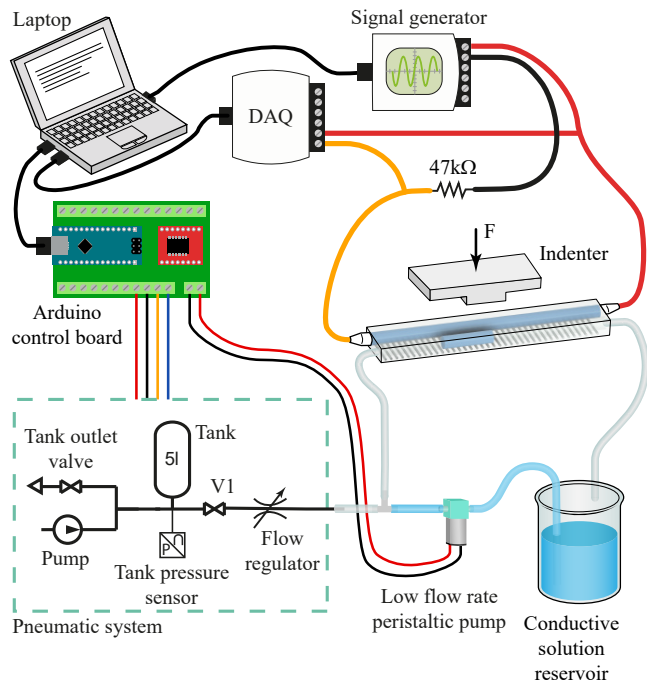 Laptop
Signal generator
DAQ
47kΩ
F
Indenter
Arduino
control board
Tank outlet
valve
Tank
5l
V1
Pump
P
Tank pressure
sensor
Flow
regulator
Pneumatic system
Low flow rate
peristaltic pump
Conductive
solution
reservoir